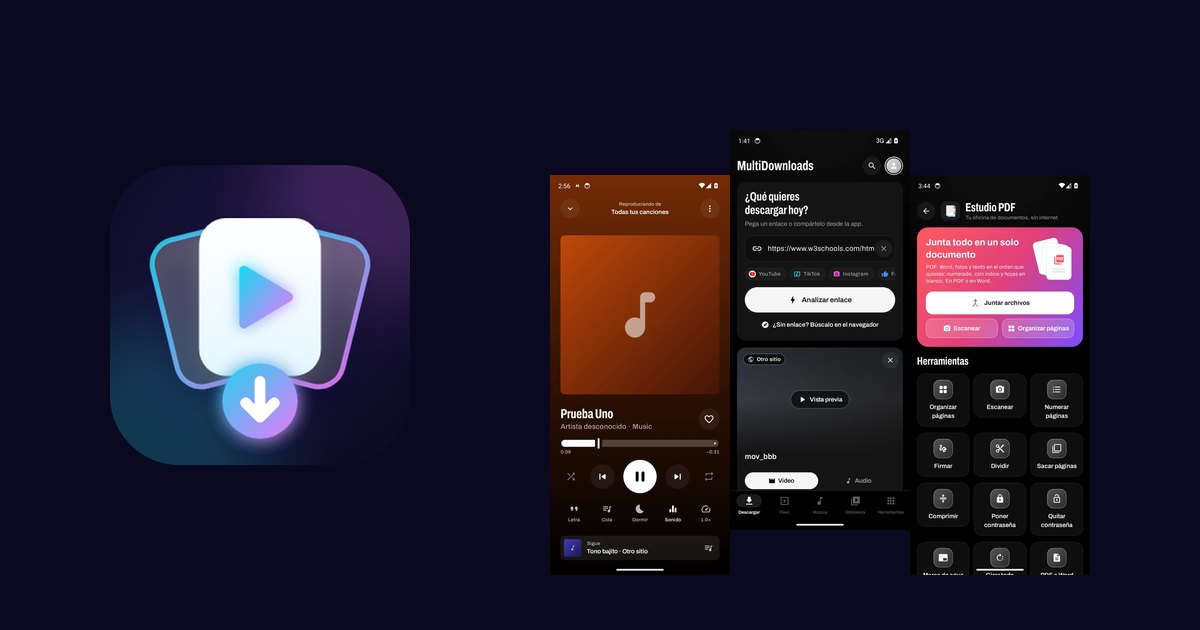 2:56
Reproduciendo de
Todas tus canciones
Prueba Uno
Artista desconocido · Music
0:09
−0:31
Letra
Cola
Dormir
Sonido
1.0×
Sigue
Tono bajito · Otro sitio
1:41
3G
MultiDownloads
¿Qué quieres
descargar hoy?
Pega un enlace o compártelo desde la app.
https://www.w3schools.com/htm
YouTube
TikTok
Instagram
Analizar enlace
¿Sin enlace? Búscalo en el navegador
Otro sitio
Vista previa
mov_bbb
Video
Audio
Descargar
Feed
Música
Biblioteca
Herramientas
3:44
Estudio PDF
Tu oficina de documentos, sin internet
Junta todo en un solo
documento
PDF, Word, fotos y texto en el orden que
quieras: numerado, con índice y hojas en
blanco. En PDF o en Word.
PDF
Juntar archivos
Escanear
Organizar páginas
Herramientas
Organizar
páginas
Escanear
Numerar
páginas
Firmar
Dividir
Sacar páginas
Comprimir
Poner
contraseña
Quitar
contraseña